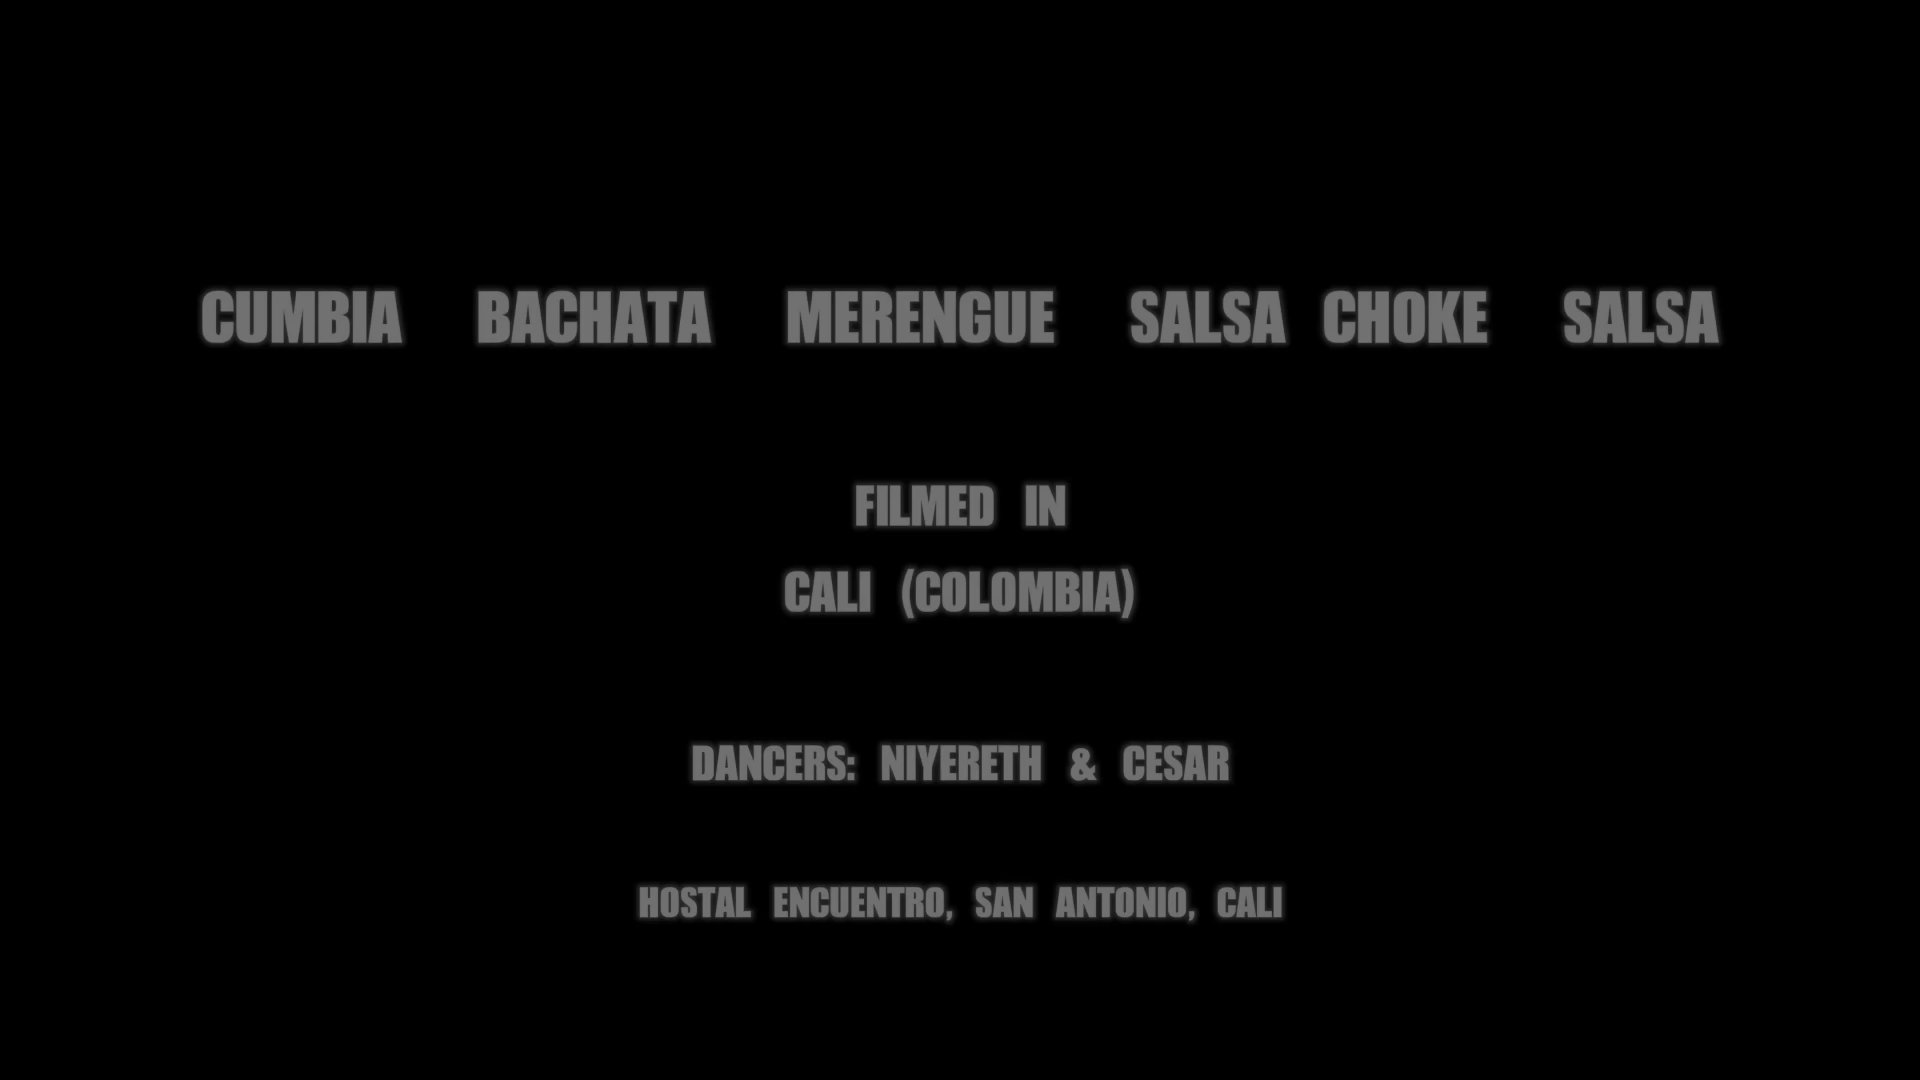 CUMBIA BACHATA MERENGUE SALSA CHOKE SALSA
FILMED IN
CALI (COLOMBIA)
DANCERS: NIYERETH & CESAR
HOSTAL ENCUENTRO, SAN ANTONIO, CALI